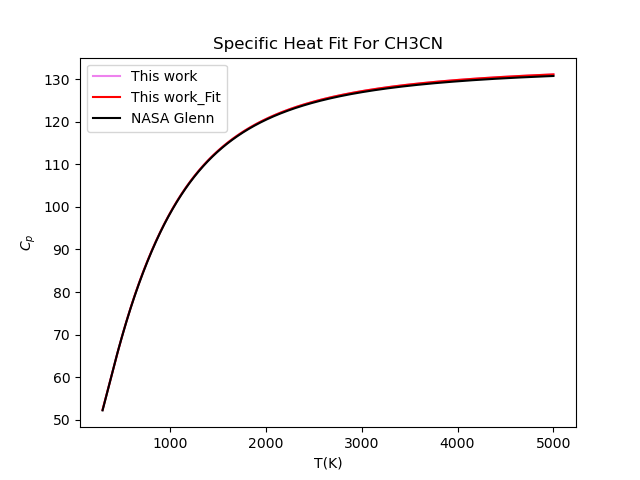 Specific Heat Fit For CH3CN
This work
This work_Fit
NASA Glenn
130
120
110
100
90
80
70
60
50
C_p
1000 2000 3000 4000 5000
T(K)